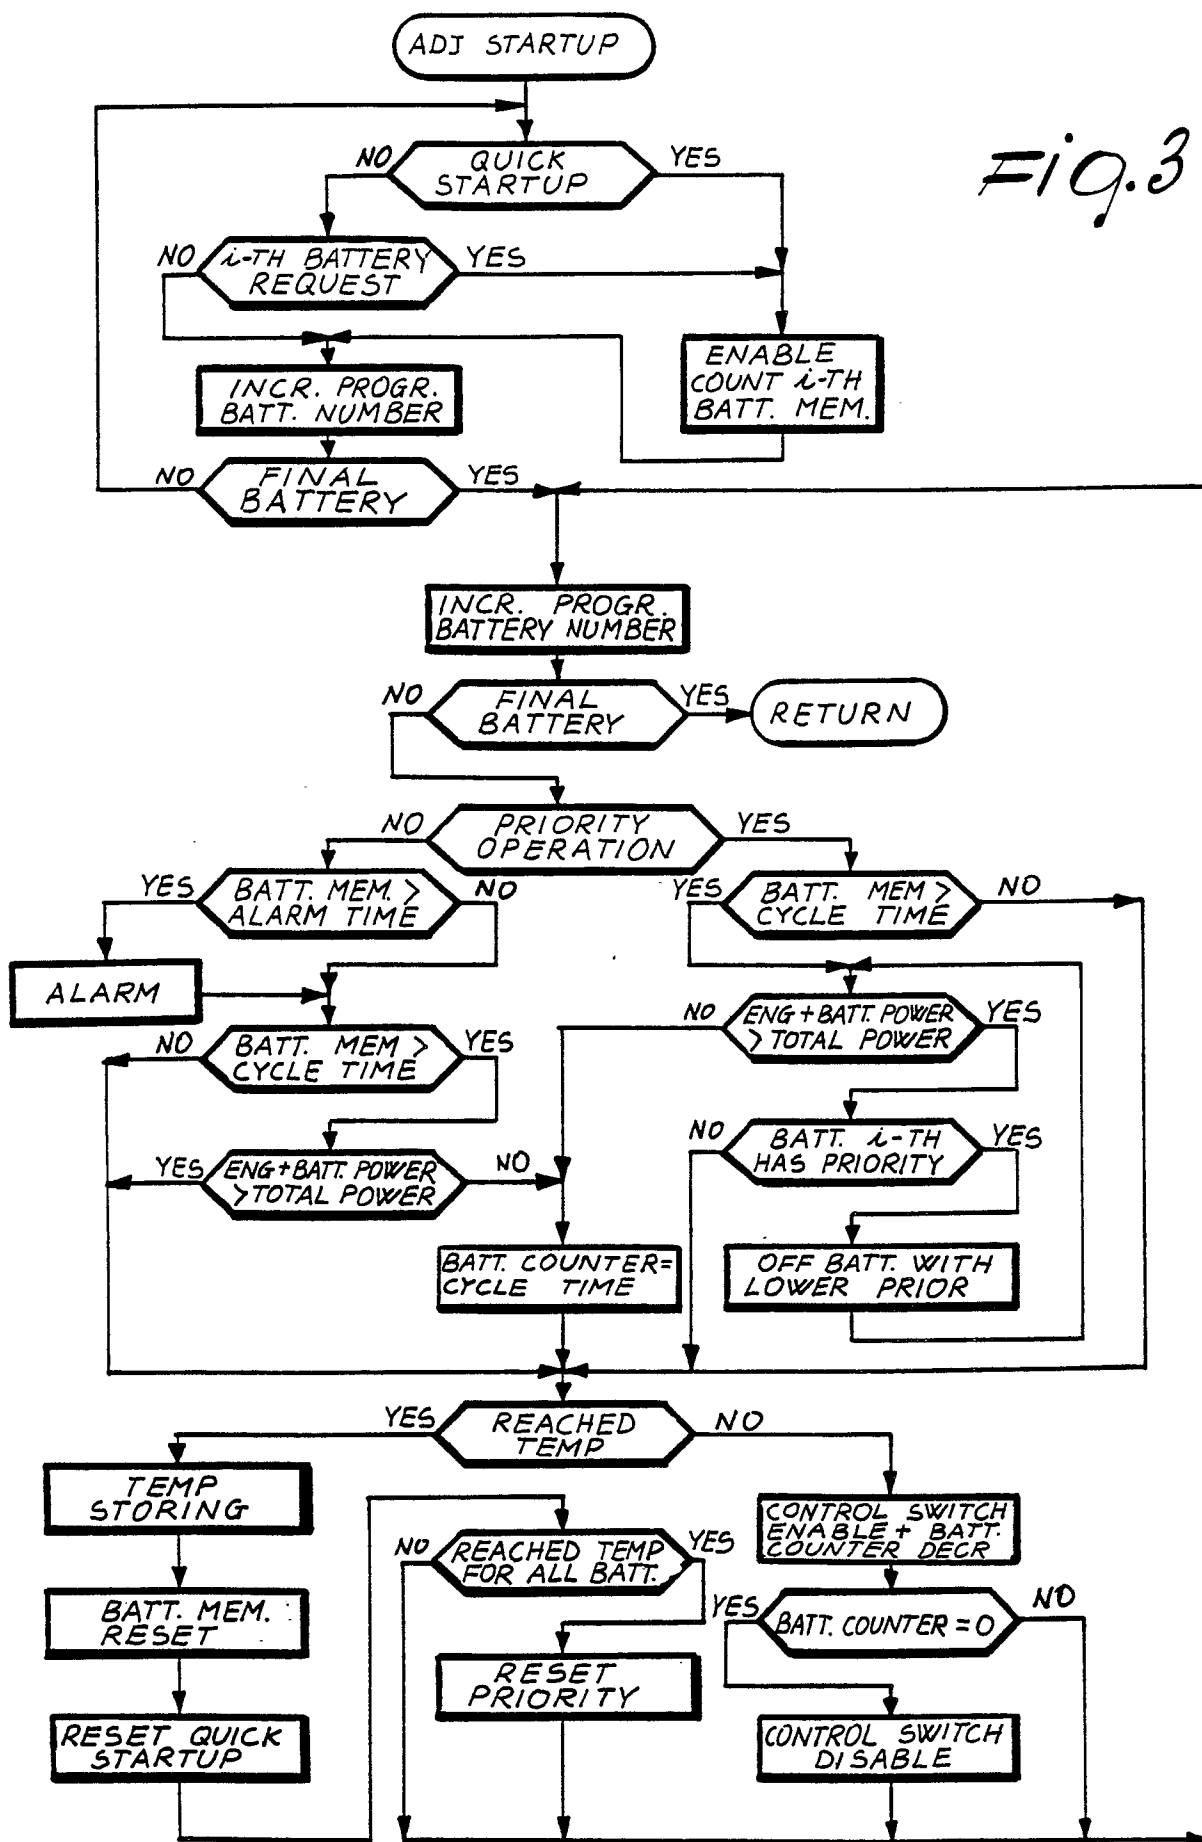 ADJ STARTUP
Fig.3
NO
QUICK
STARTUP
YES
NO
i-TH BATTERY
REQUEST
YES
ENABLE
COUNT i-TH
BATT. MEM.
INCR. PROGR.
BATT. NUMBER
NO
FINAL
BATTERY
YES
INCR. PROGR.
BATTERY NUMBER
NO
FINAL
BATTERY
YES
RETURN
NO
PRIORITY
OPERATION
YES
YES
BATT. MEM. >
ALARM TIME
NO
YES
BATT. MEM >
CYCLE TIME
NO
ALARM
NO
ENG + BATT. POWER
> TOTAL POWER
YES
NO
BATT. MEM >
CYCLE TIME
YES
NO
BATT. i-TH
HAS PRIORITY
YES
YES
ENG + BATT. POWER
> TOTAL POWER
NO
BATT. COUNTER =
CYCLE TIME
OFF BATT. WITH
LOWER PRIOR
YES
REACHED
TEMP
NO
TEMP
STORING
CONTROL SWITCH
ENABLE + BATT.
COUNTER DECR
NO
REACHED TEMP
FOR ALL BATT.
YES
BATT. MEM.
RESET
YES
BATT. COUNTER = 0
NO
RESET
PRIORITY
RESET QUICK
STARTUP
CONTROL SWITCH
DISABLE